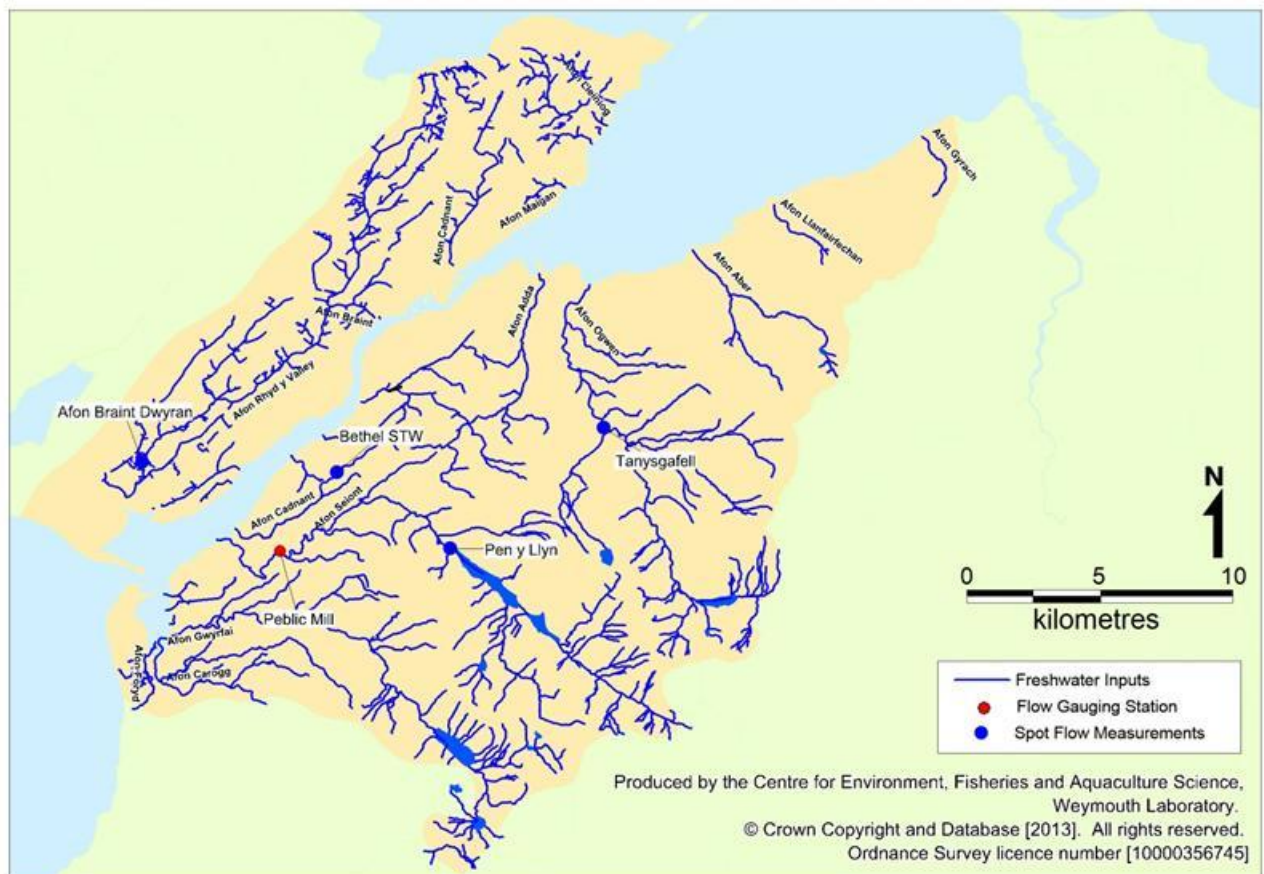 Afon Lleiniog
Afon Gyrach
Afon Cadnant
Afon Maigan
Afon Llanfairfechan
Afon Aber
Afon Adda
Afon Ogwen
Afon Braint
Afon Rhyd y Valley
Afon Braint Dwyran
Bethel STW
Tanysgafell
Afon Cadnant
Afon Seiont
Pen y Llyn
Peblic Mill
Afon Gwyrfai
Afon Foryd
Afon Carogg
N
0 5 10
kilometres
Freshwater Inputs
Flow Gauging Station
Spot Flow Measurements
Produced by the Centre for Environment, Fisheries and Aquaculture Science,
Weymouth Laboratory.
© Crown Copyright and Database [2013]. All rights reserved.
Ordnance Survey licence number [10000356745]